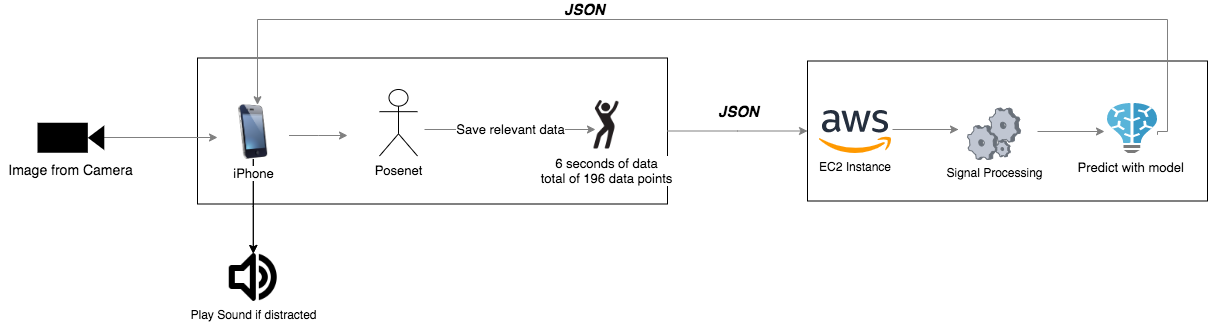 JSON
JSON
aws
Save relevant data
Image from Camera
iPhone
Posenet
6 seconds of data
total of 196 data points
EC2 Instance
Signal Processing
Predict with model
Play Sound if distracted